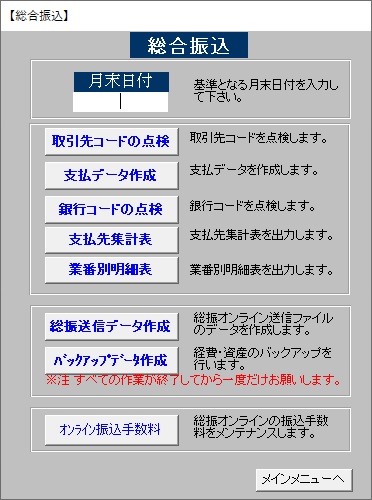 【総合振込】
総合振込
月末日付
基準となる月末日付を入力し
て下さい。
取引先コードの点検
取引先コードを点検します。
支払データ作成
支払データを作成します。
銀行コードの点検
銀行コードを点検します。
支払先集計表
支払先集計表を出力します。
業番別明細表
業番別明細表を出力します。
総振送信データ作成
総振オンライン送信ファイル
のデータを作成します。
バックアップデータ作成
経費・資産のバックアップを
行います。
※注 すべての作業が終了してから一度だけお願いします。
オンライン振込手数料
総振オンラインの振込手数
料をメンテナンスします。
メインメニューへ